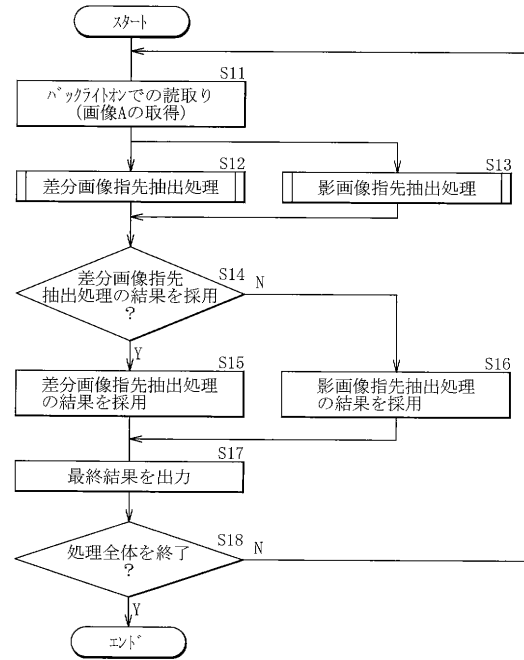 スタート
S11
バックライトオンでの読取り
(画像Aの取得)
S12
差分画像指先抽出処理
S13
影画像指先抽出処理
S14
差分画像指先
抽出処理の結果を採用
?
N
Y
S15
差分画像指先抽出処理
の結果を採用
S16
影画像指先抽出処理
の結果を採用
S17
最終結果を出力
S18
処理全体を終了
?
N
Y
エンド